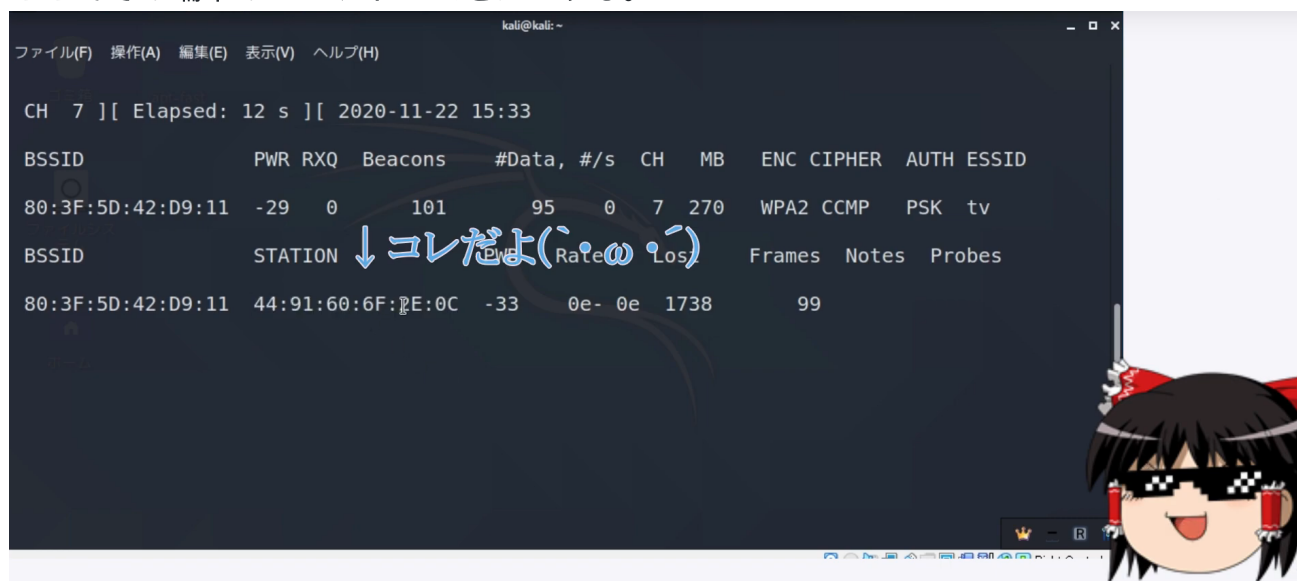 kali@kali: ~
ファイル(F) 操作(A) 編集(E) 表示(V) ヘルプ(H)
CH 7 ][ Elapsed: 12 s ][ 2020-11-22 15:33
BSSID PWR RXQ Beacons #Data, #/s CH MB ENC CIPHER AUTH ESSID
80:3F:5D:42:D9:11 -29 0 101 95 0 7 270 WPA2 CCMP PSK tv
↓コレだよ(`・ω・´)
BSSID STATION PWR Rate Lost Frames Notes Probes
80:3F:5D:42:D9:11 44:91:60:6F:2E:0C -33 0e- 0e 1738 99